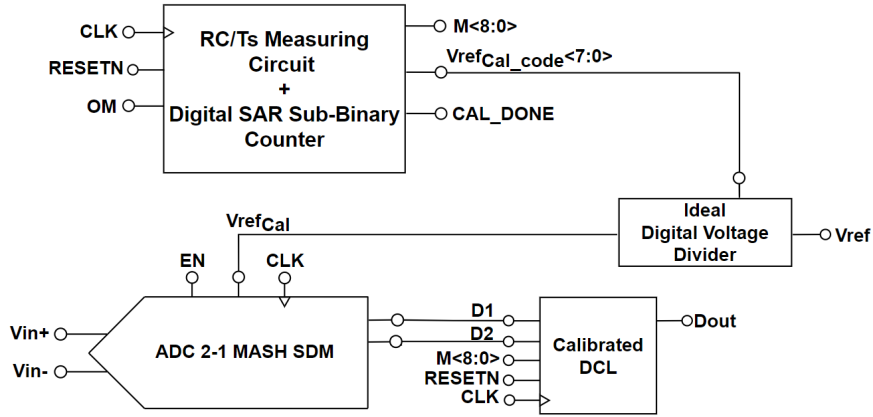 CLK
RESETN
OM
RC/Ts Measuring
Circuit
+
Digital SAR Sub-Binary
Counter
M<8:0>
VrefCal_code<7:0>
CAL_DONE
Ideal
Digital Voltage
Divider
Vref
VrefCal
EN
CLK
Vin+
Vin-
ADC 2-1 MASH SDM
D1
D2
M<8:0>
RESETN
CLK
Calibrated
DCL
Dout